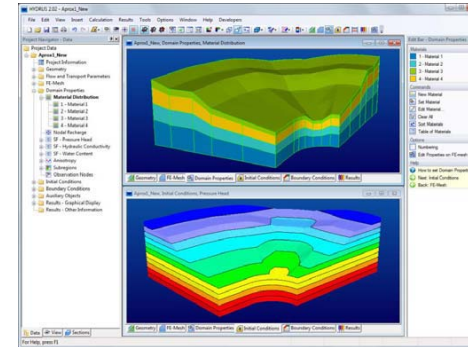 HYDRUS 2.02 - Aprox1_New
File Edit View Insert Calculation Results Tools Options Window Help Developers
Project Navigator - Data
Project Data
Aprox1_New
Project Information
Geometry
Flow and Transport Parameters
FE-Mesh
Domain Properties
Material Distribution
1 - Material 1
2 - Material 2
3 - Material 3
4 - Material 4
Nodal Recharge
SF - Pressure Head
SF - Hydraulic Conductivity
SF - Water Content
Anisotropy
Subregions
Observation Nodes
Initial Conditions
Boundary Conditions
Auxiliary Objects
Results - Graphical Display
Results - Other Information
Data View Sections
For Help, press F1
Aprox1_New, Domain Properties, Material Distribution
Geometry FE-Mesh Domain Properties Initial Conditions Boundary Conditions Results
Aprox1_New, Initial Conditions, Pressure Head
Geometry FE-Mesh Domain Properties Initial Conditions Boundary Conditions Results
Edit Bar - Domain Properties
Materials
1 - Material 1
2 - Material 2
3 - Material 3
4 - Material 4
Commands
New Material
Set Material
Edit Material...
Clear All
Sort Materials
Table of Materials
Options
Numbering
Edit Properties on FE-mesh
Help
How to set Domain Properti
Next: Initial Conditions
Back: FE-Mesh